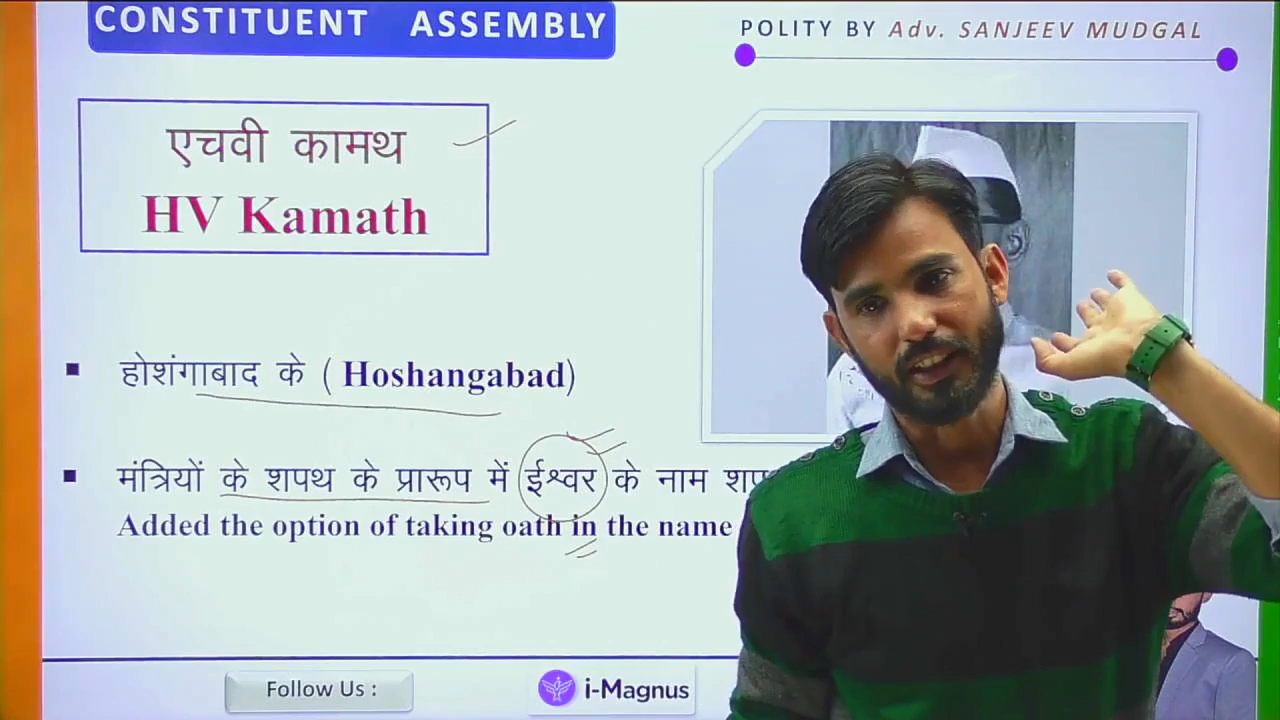 CONSTITUENT ASSEMBLY
POLITY BY Adv. SANJEEV MUDGAL
एचवी कामथ
HV Kamath
होशंगाबाद के ( Hoshangabad)
मंत्रियों के शपथ के प्रारूप में ईश्वर के नाम
Added the option of taking oath in the name
Follow Us :
i-Magnus